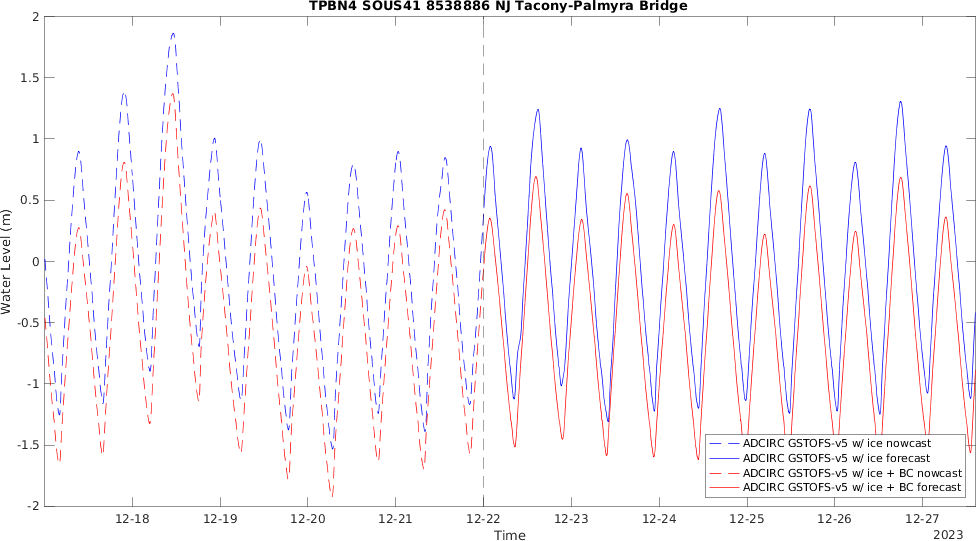 TPBN4 SOUS41 8538886 NJ Tacony-Palmyra Bridge
2
1.5
1
0.5
0
-0.5
-1
-1.5
-2
Water Level (m)
12-18 12-19 12-20 12-21 12-22 12-23 12-24 12-25 12-26 12-27
Time
2023
ADCIRC GSTOFS-v5 w/ ice nowcast
ADCIRC GSTOFS-v5 w/ ice forecast
ADCIRC GSTOFS-v5 w/ ice + BC nowcast
ADCIRC GSTOFS-v5 w/ ice + BC forecast